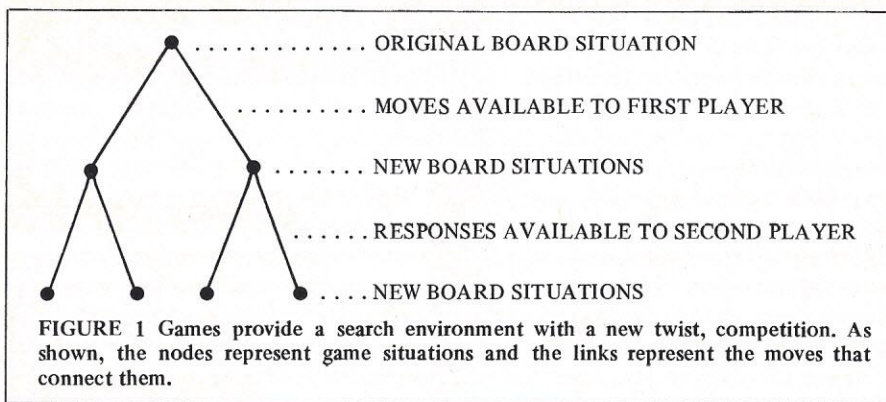 . . . . . . . . . . . . ORIGINAL BOARD SITUATION
. . . . . . . . . MOVES AVAILABLE TO FIRST PLAYER
. . . . . . . NEW BOARD SITUATIONS
. . . . . . RESPONSES AVAILABLE TO SECOND PLAYER
. . . . NEW BOARD SITUATIONS
FIGURE 1 Games provide a search environment with a new twist, competition. As
shown, the nodes represent game situations and the links represent the moves that
connect them.